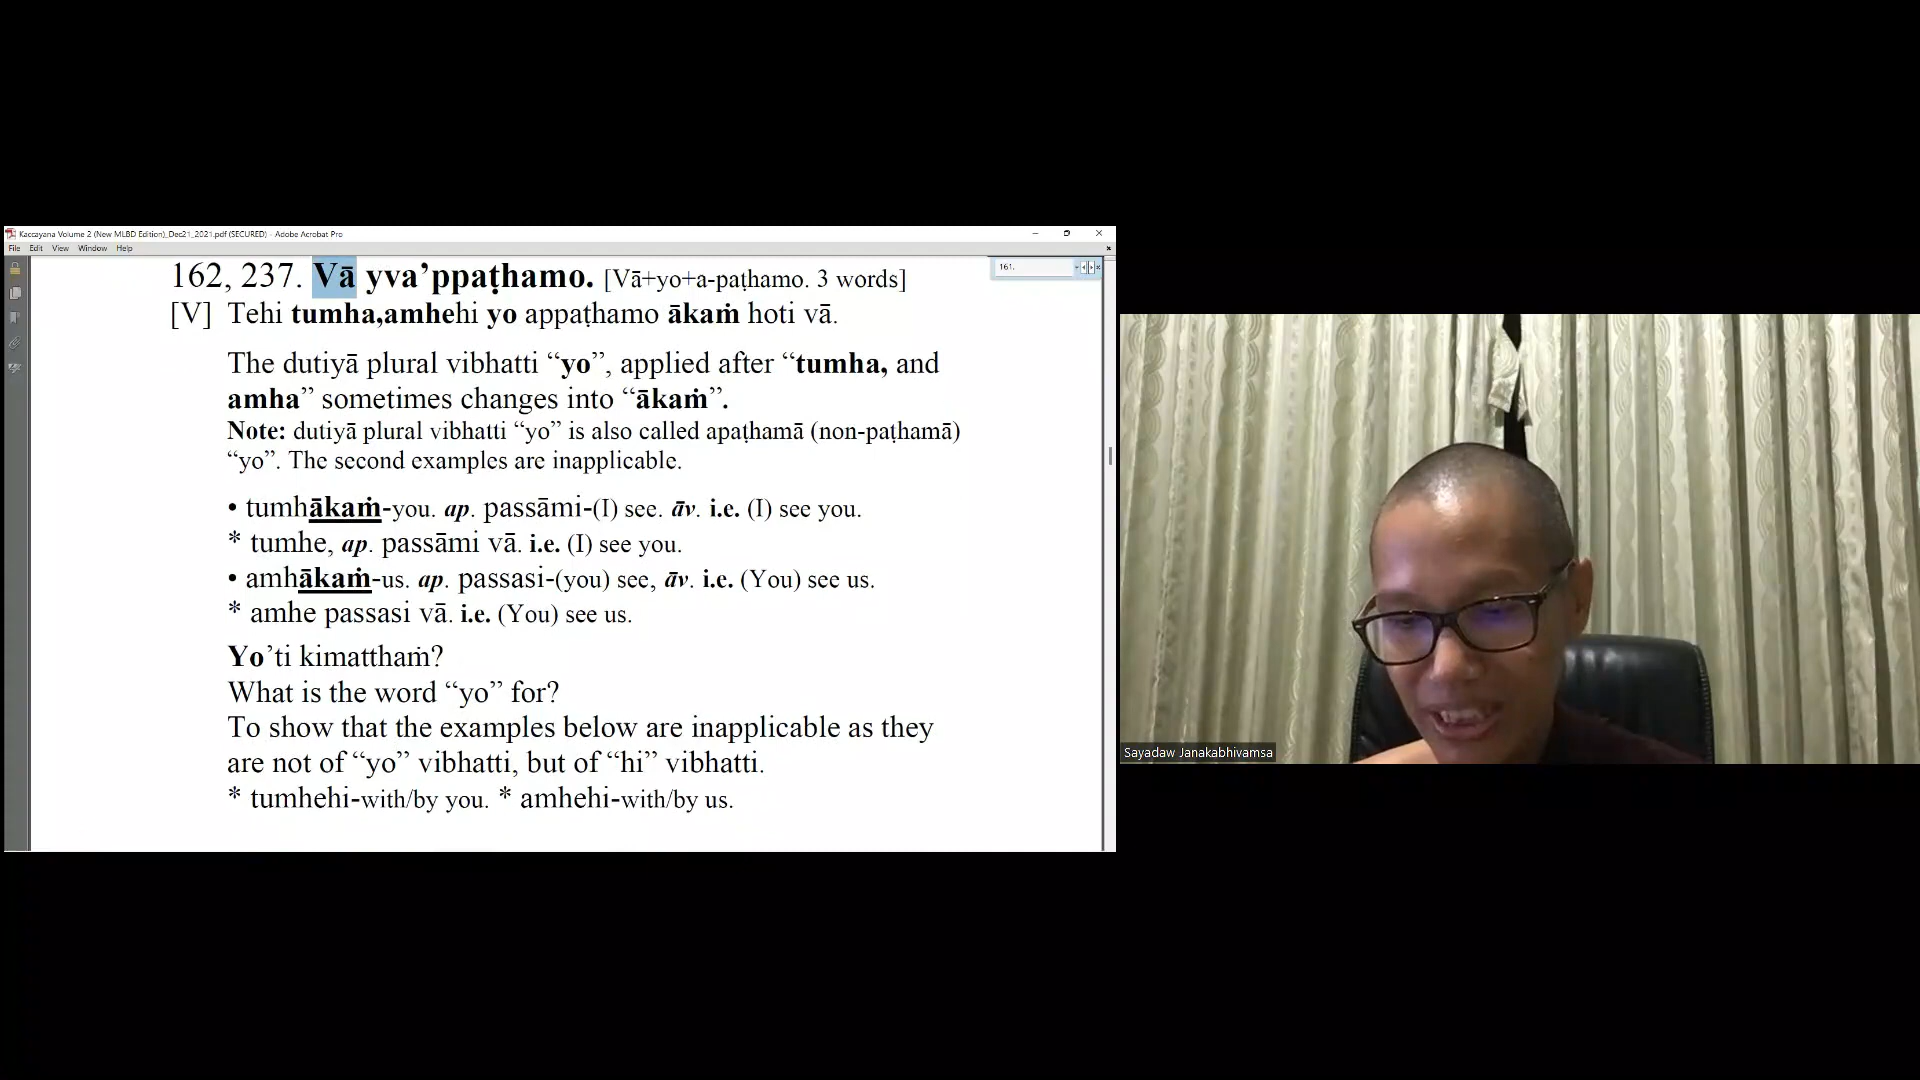 Kaccayana Volume 2 (New MLBD Edition)_Dec21_2021.pdf (SECURED) - Adobe Acrobat Pro
File Edit View Window Help
161.
162, 237. Vā yva’ppaṭhamo. [Vā+yo+a-paṭhamo. 3 words]
[V] Tehi tumha,amhehi yo appaṭhamo ākaṁ hoti vā.
The dutiyā plural vibhatti “yo”, applied after “tumha, and
amha” sometimes changes into “ākaṁ”.
Note: dutiyā plural vibhatti “yo” is also called apaṭhamā (non-paṭhamā)
“yo”. The second examples are inapplicable.
• tumhākaṁ-you. ap. passāmi-(I) see. āv. i.e. (I) see you.
* tumhe, ap. passāmi vā. i.e. (I) see you.
• amhākaṁ-us. ap. passasi-(you) see, āv. i.e. (You) see us.
* amhe passasi vā. i.e. (You) see us.
Yo’ti kimatthaṁ?
What is the word “yo” for?
To show that the examples below are inapplicable as they
are not of “yo” vibhatti, but of “hi” vibhatti.
* tumhehi-with/by you. * amhehi-with/by us.
Sayadaw Janakabhivamsa